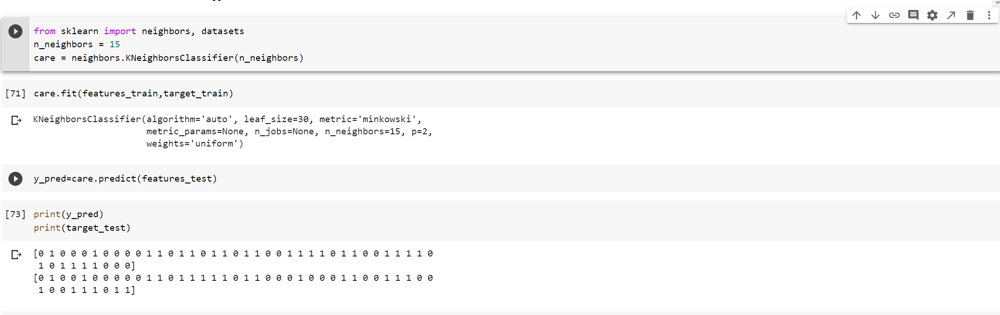 from sklearn import neighbors, datasets
n_neighbors = 15
care = neighbors.KNeighborsClassifier(n_neighbors)
[71] care.fit(features_train,target_train)
KNeighborsClassifier(algorithm='auto', leaf_size=30, metric='minkowski',
metric_params=None, n_jobs=None, n_neighbors=15, p=2,
weights='uniform')
y_pred=care.predict(features_test)
[73] print(y_pred)
print(target_test)
[0 1 0 0 0 1 0 0 0 0 1 1 0 1 1 0 1 1 0 1 1 0 0 1 1 1 1 0 1 1 0 0 1 1 1 1 0
1 0 1 1 1 1 0 0 0]
[0 1 0 0 1 0 0 0 0 0 1 1 0 1 1 1 1 1 0 1 1 0 0 0 1 0 0 0 1 1 0 0 1 1 1 0 0
1 0 0 1 1 1 0 1 1]